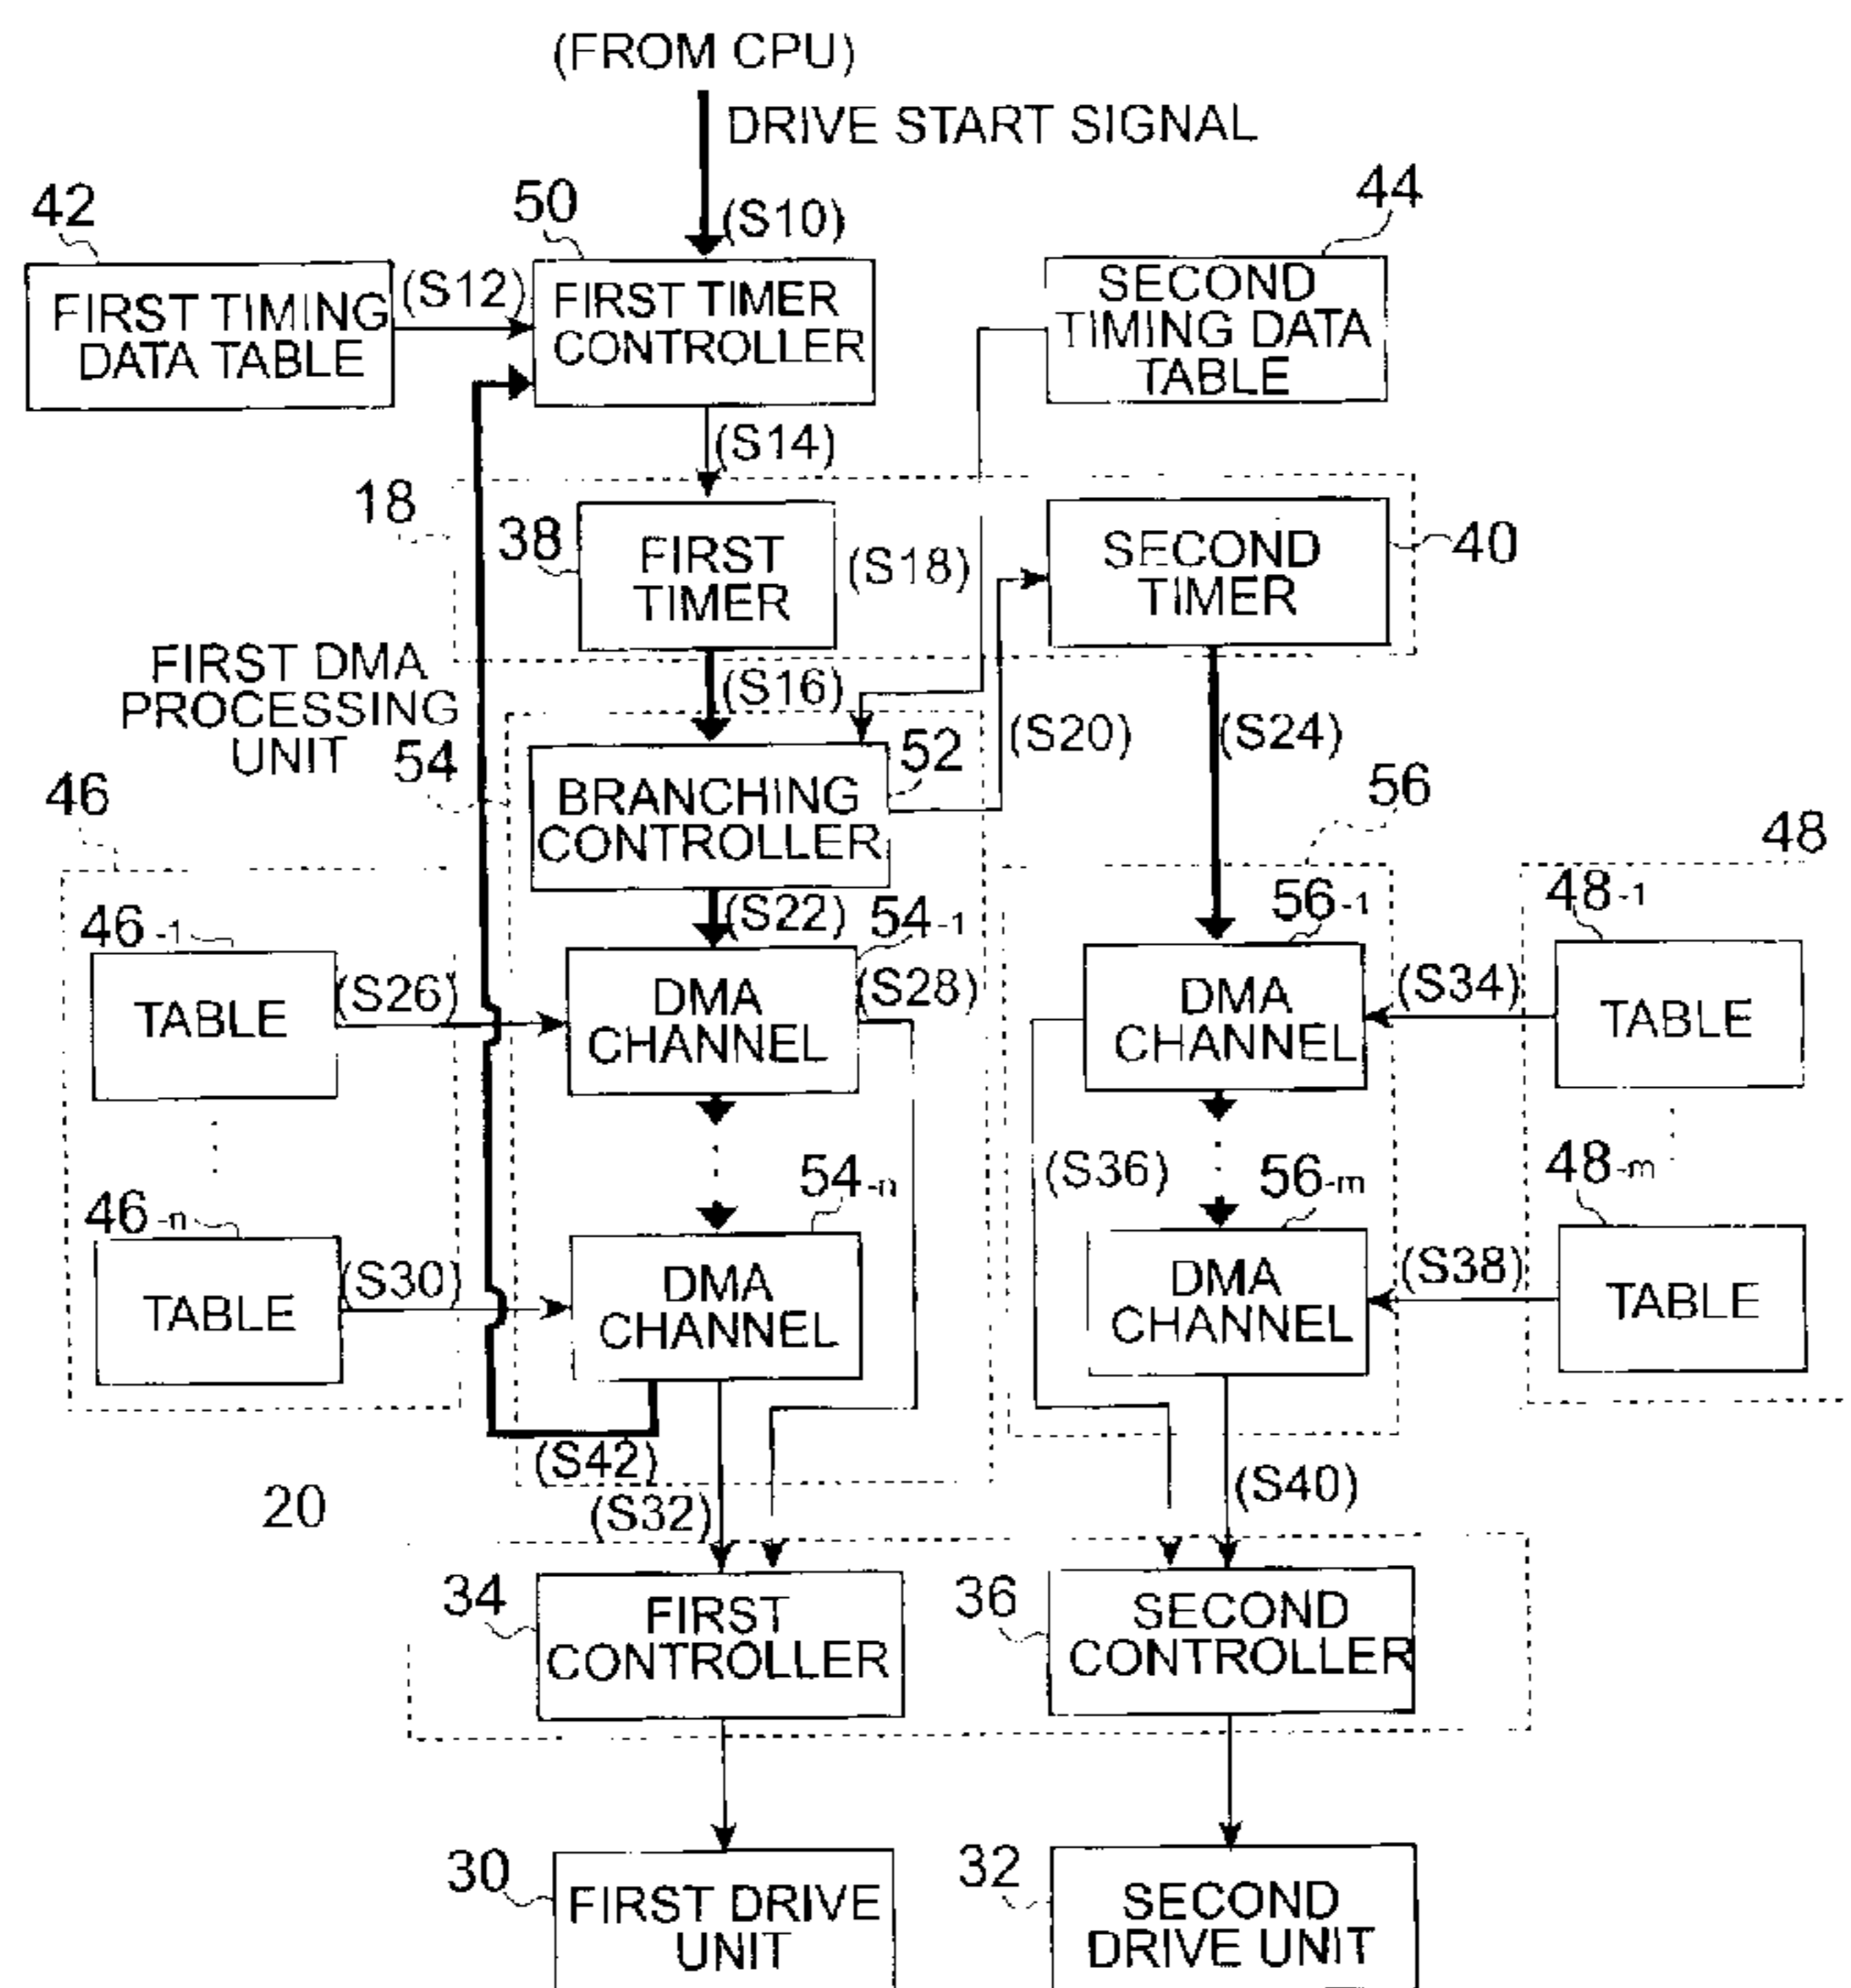 (FROM CPU)
DRIVE START SIGNAL
(S10)
42
50
44
FIRST TIMING
DATA TABLE
(S12)
FIRST TIMER
CONTROLLER
SECOND
TIMING DATA
TABLE
(S14)
18
38
FIRST
TIMER
(S18)
SECOND
TIMER
40
FIRST DMA
PROCESSING
UNIT
54
(S16)
(S20)
(S24)
52
BRANCHING
CONTROLLER
46
56
48
(S22)
46-1
TABLE
(S26)
54-1
DMA
CHANNEL
(S28)
56-1
DMA
CHANNEL
(S34)
48-1
TABLE
46-n
TABLE
(S30)
54-n
DMA
CHANNEL
(S36)
56-m
DMA
CHANNEL
(S38)
48-m
TABLE
(S42)
20
(S32)
(S40)
34
FIRST
CONTROLLER
36
SECOND
CONTROLLER
30
FIRST DRIVE
UNIT
32
SECOND
DRIVE UNIT